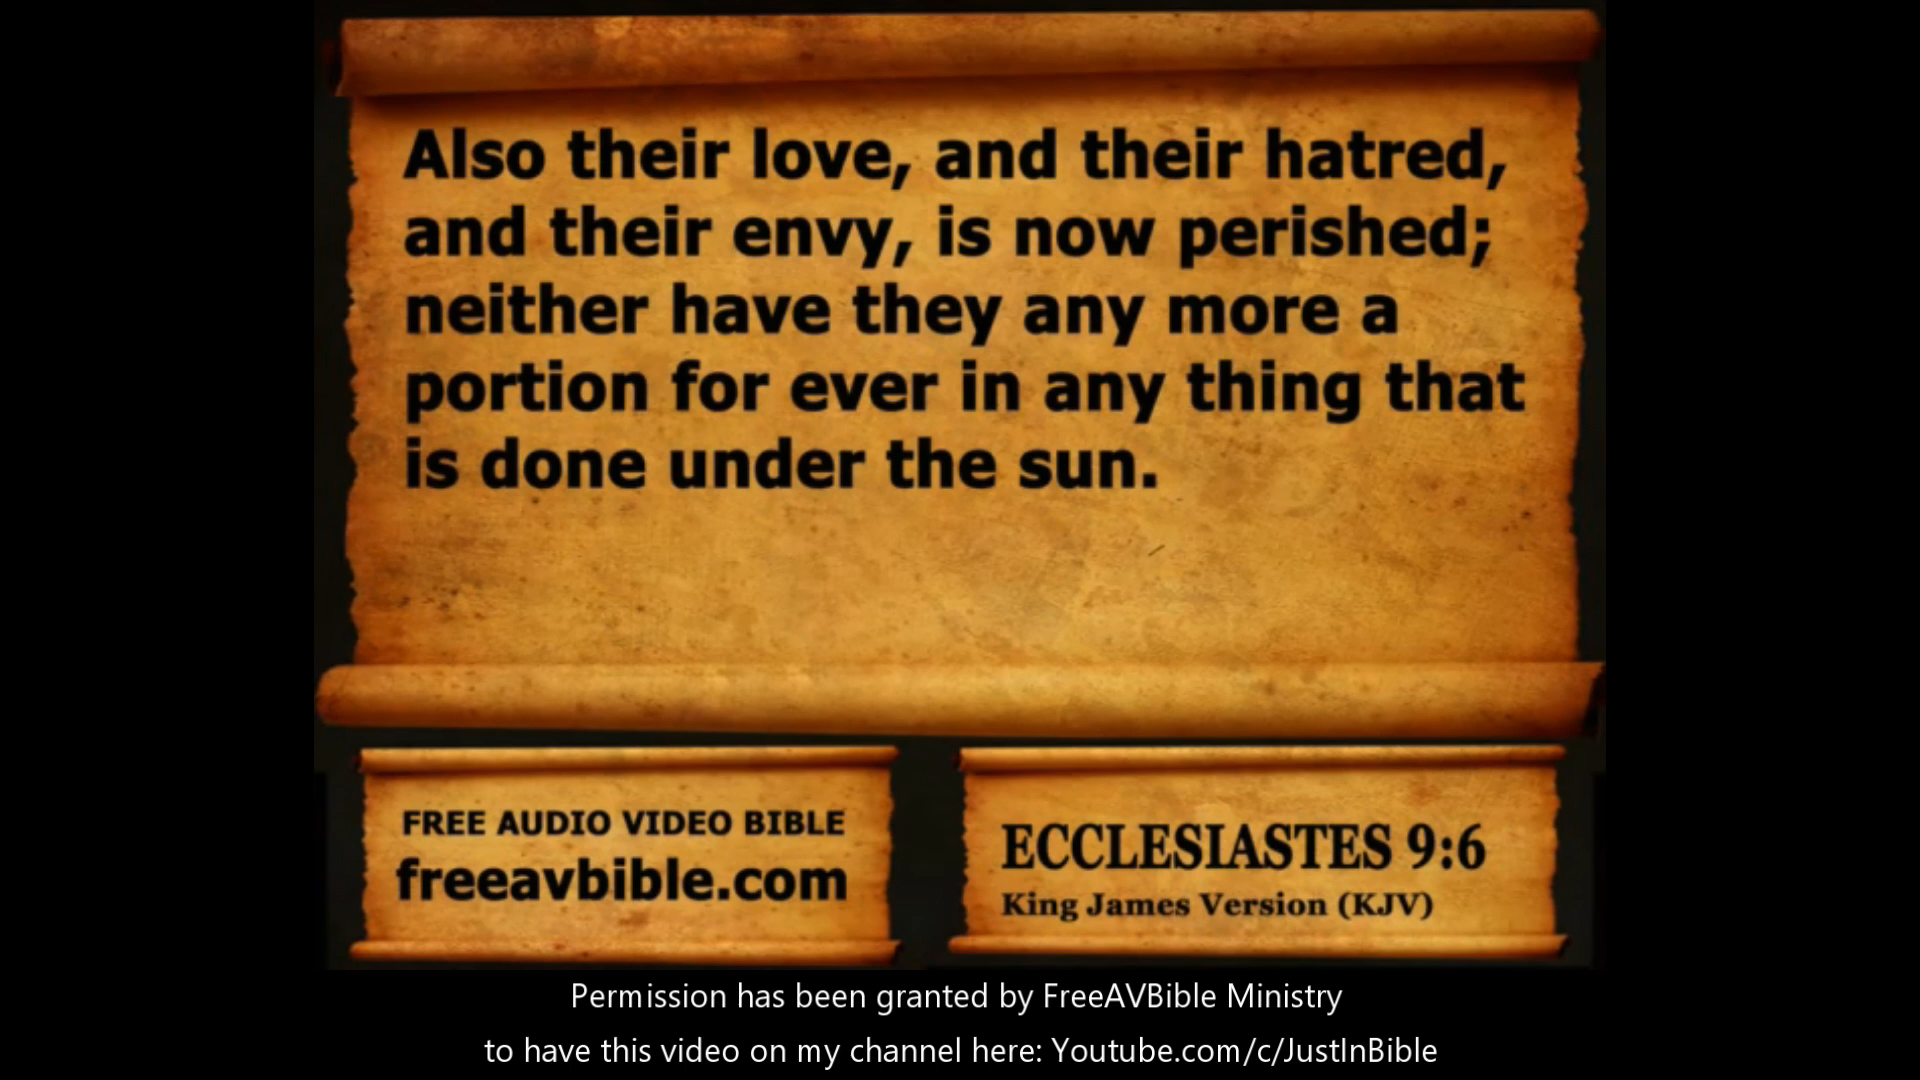 Also their love, and their hatred,
and their envy, is now perished;
neither have they any more a
portion for ever in any thing that
is done under the sun.
FREE AUDIO VIDEO BIBLE
freeavbible.com
ECCLESIASTES 9:6
King James Version (KJV)
Permission has been granted by FreeAVBible Ministry
to have this video on my channel here: Youtube.com/c/JustInBible